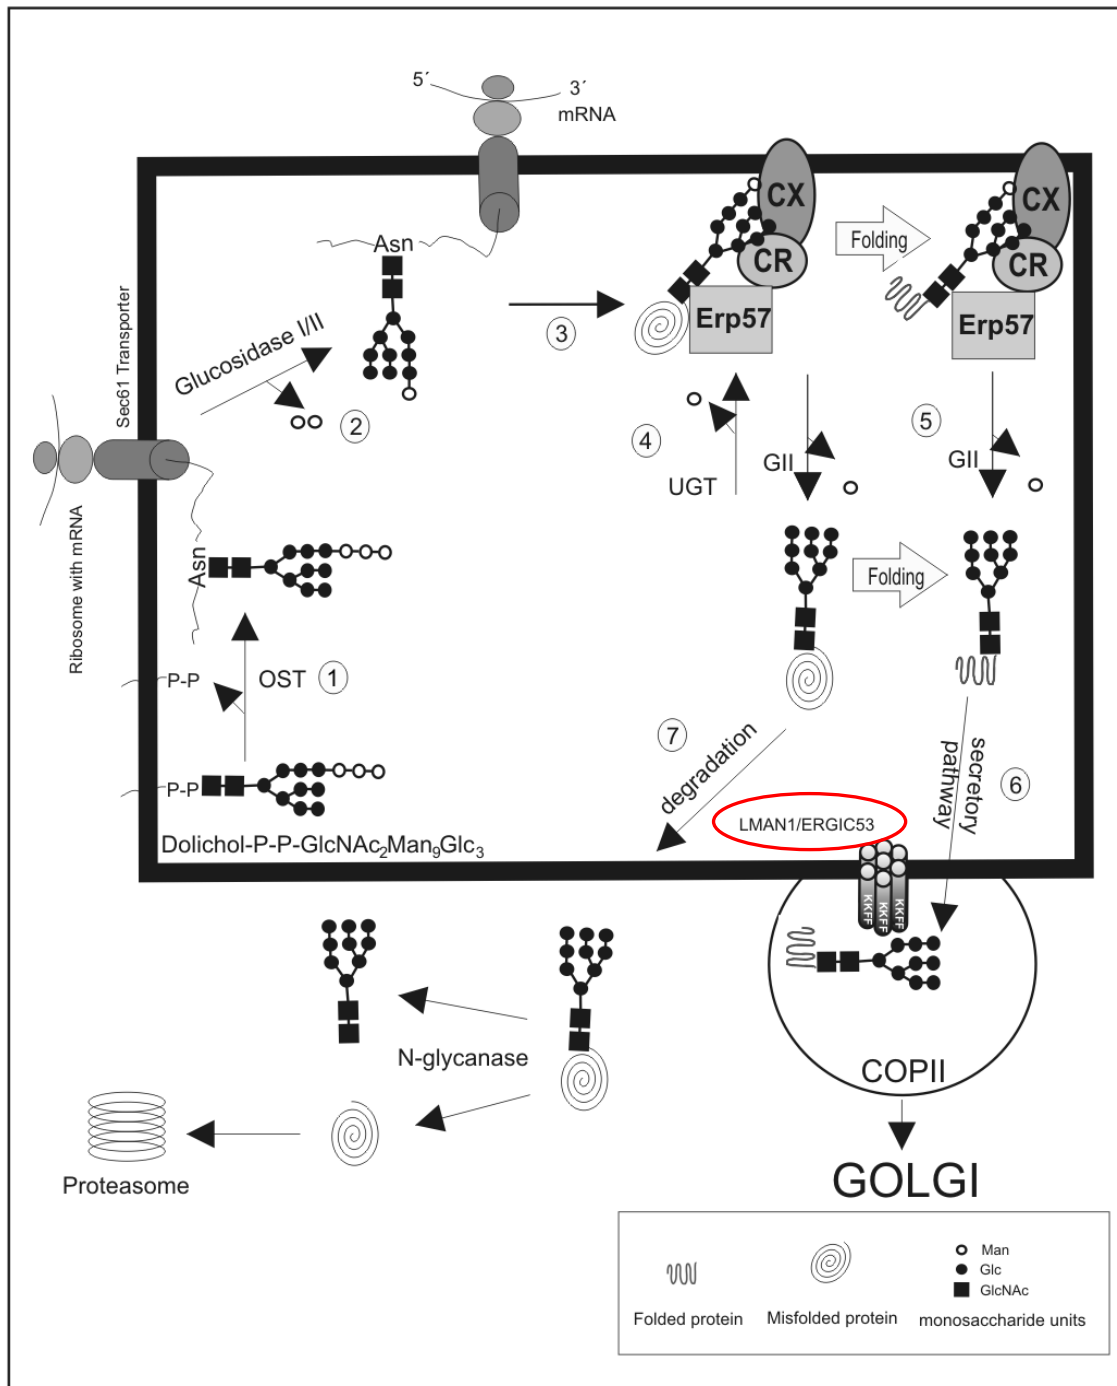 5´
3´
mRNA
CX
CX
Folding
Asn
CR
CR
Sec61 Transporter
Glucosidase I/II
3
Erp57
Erp57
2
4
5
GII
GII
UGT
Ribosome with mRNA
Asn
Folding
P-P
OST
1
7
degradation
secretory
pathway
6
P-P
LMAN1/ERGIC53
Dolichol-P-P-GlcNAc2Man9Glc3
KKFF
KKFF
KKFF
N-glycanase
COPII
Proteasome
GOLGI
Man
Glc
GlcNAc
Folded protein
Misfolded protein
monosaccharide units